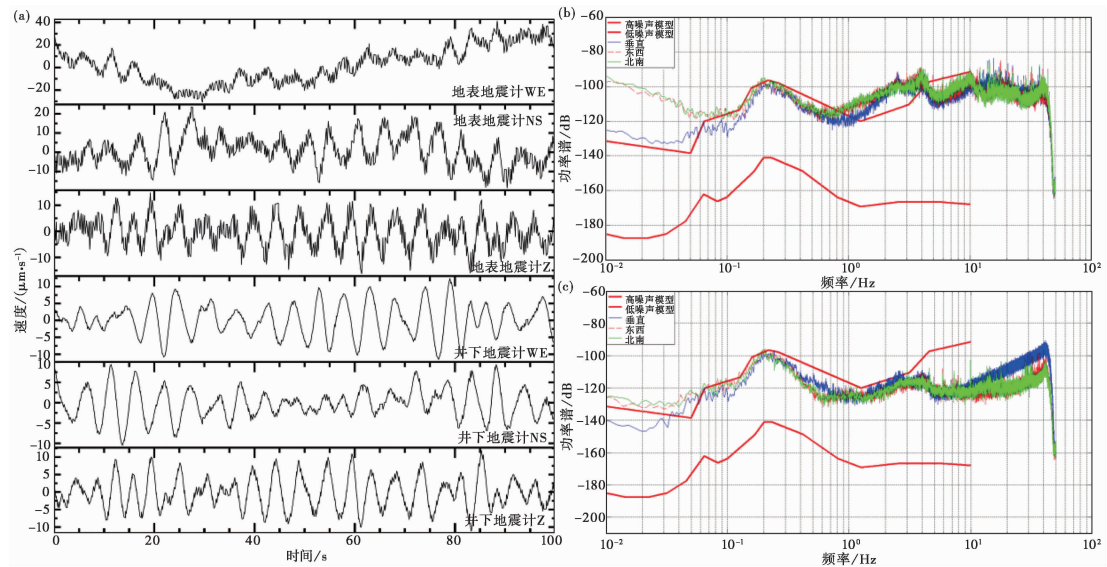 (a)
40
20
0
−20
地表地震计WE
20
10
0
−10
地表地震计NS
10
0
−10
地表地震计Z
10
5
0
−5
−10
井下地震计WE
10
5
0
−5
−10
井下地震计NS
10
5
0
−5
−10
井下地震计Z
速度/(μm•s⁻¹)
0
20
40
60
80
100
时间/s
(b)
−60
−80
−100
−120
−140
−160
−180
−200
功率谱/dB
高噪声模型
低噪声模型
垂直
东西
北南
10⁻²
10⁻¹
10⁰
10¹
10²
频率/Hz
(c)
−60
−80
−100
−120
−140
−160
−180
−200
功率谱/dB
高噪声模型
低噪声模型
垂直
东西
北南
10⁻²
10⁻¹
10⁰
10¹
10²
频率/Hz